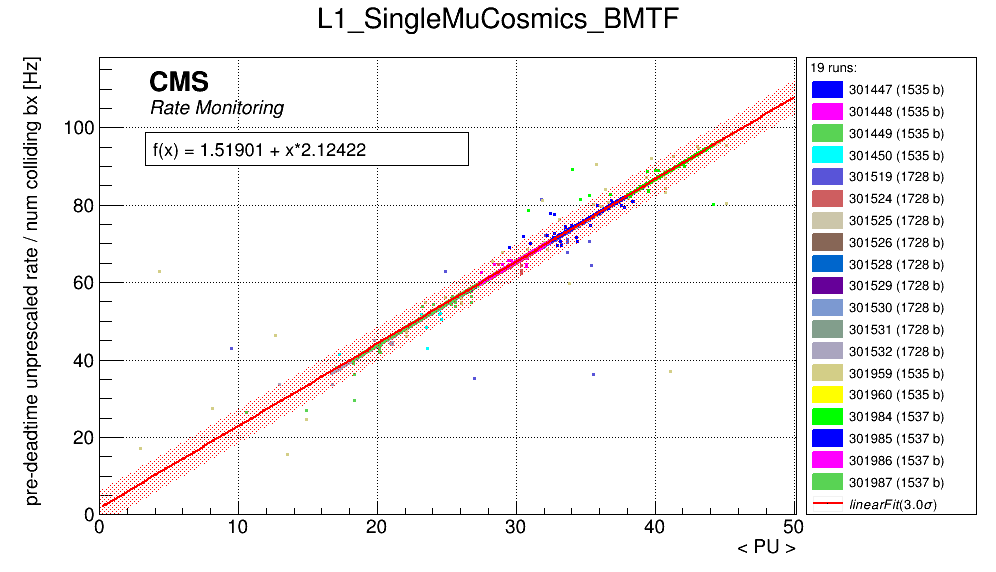 L1_SingleMuCosmics_BMTF
pre-deadtime unprescaled rate / num colliding bx [Hz]
CMS
Rate Monitoring
f(x) = 1.51901 + x*2.12422
100
80
60
40
20
0
0 10 20 30 40 50
< PU >
19 runs:
301447 (1535 b)
301448 (1535 b)
301449 (1535 b)
301450 (1535 b)
301519 (1728 b)
301524 (1728 b)
301525 (1728 b)
301526 (1728 b)
301528 (1728 b)
301529 (1728 b)
301530 (1728 b)
301531 (1728 b)
301532 (1728 b)
301959 (1535 b)
301960 (1535 b)
301984 (1537 b)
301985 (1537 b)
301986 (1537 b)
301987 (1537 b)
linearFit(3.0σ)